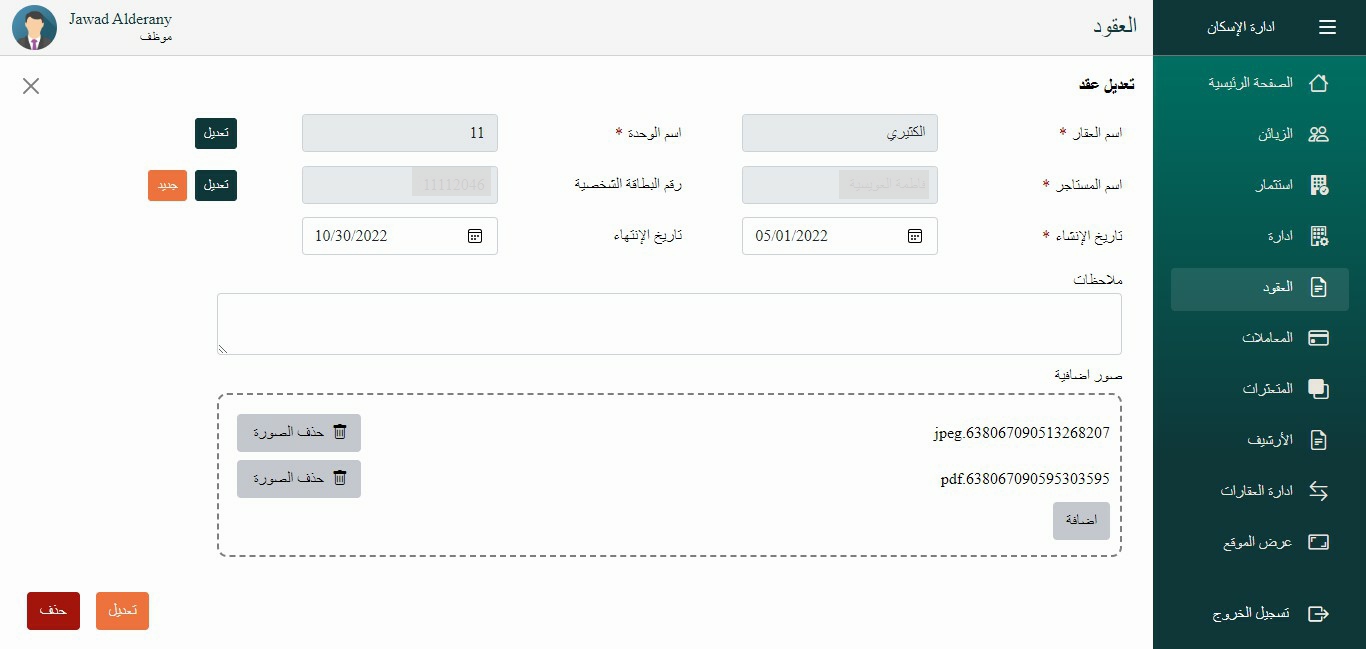 ادارة الإسكان
الصفحة الرئيسية
الزبائن
استثمار
ادارة
العقود
المعاملات
المتعثرات
الأرشيف
ادارة العقارات
عرض الموقع
تسجيل الخروج
العقود
Jawad Alderany
موظف
تعديل عقد
اسم العقار * الكثيري اسم الوحدة * 11 تعديل
اسم المستاجر * رقم البطاقة الشخصية 11112046 تعديل جديد
تاريخ الإنشاء * 05/01/2022 تاريخ الإنتهاء 10/30/2022
ملاحظات
صور اضافية
638067090513268207.jpeg حذف الصورة
638067090595303595.pdf حذف الصورة
اضافة
تعديل حذف